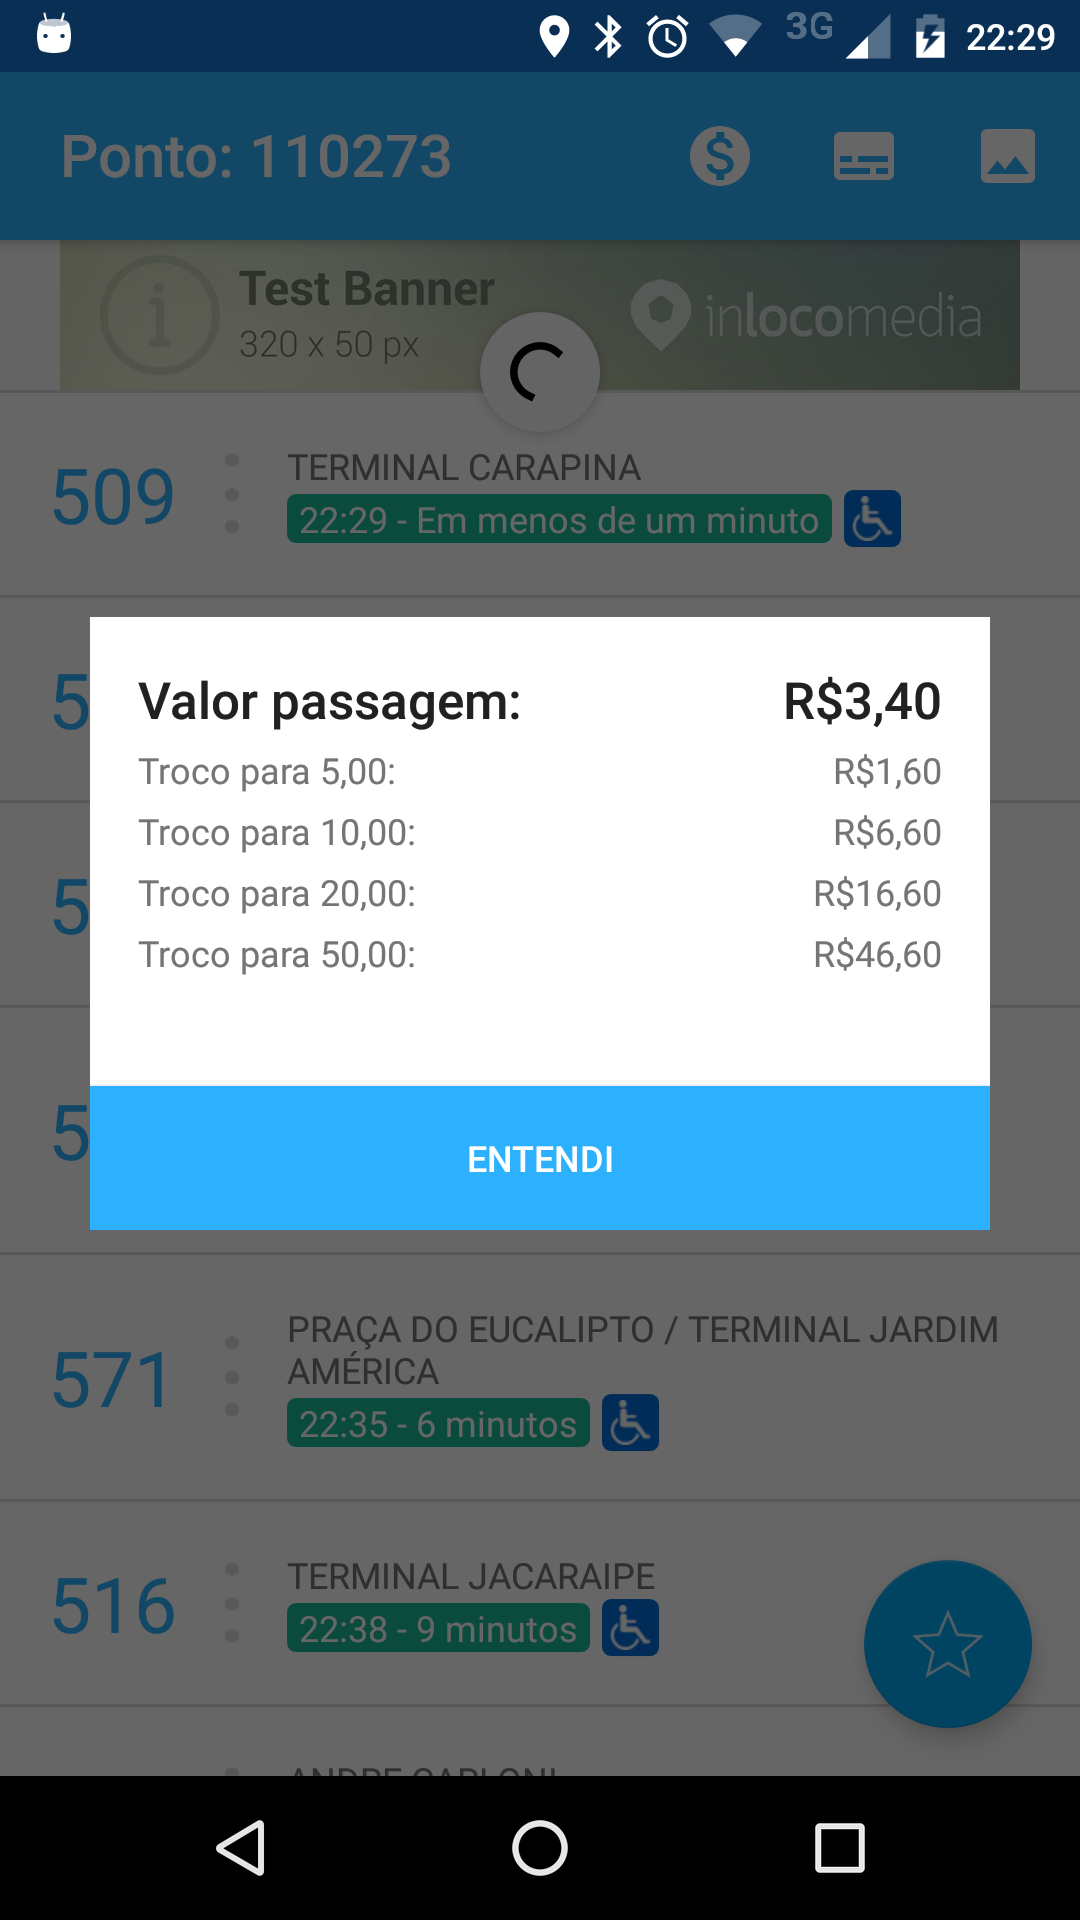 3G 22:29
Ponto: 110273
Test Banner
320 x 50 px
inlocomedia
509
TERMINAL CARAPINA
22:29 - Em menos de um minuto
5
Valor passagem: R$3,40
Troco para 5,00: R$1,60
Troco para 10,00: R$6,60
5
Troco para 20,00: R$16,60
Troco para 50,00: R$46,60
5
ENTENDI
571
PRAÇA DO EUCALIPTO / TERMINAL JARDIM
AMÉRICA
22:35 - 6 minutos
516
TERMINAL JACARAIPE
22:38 - 9 minutos
ANDRE CARLONI